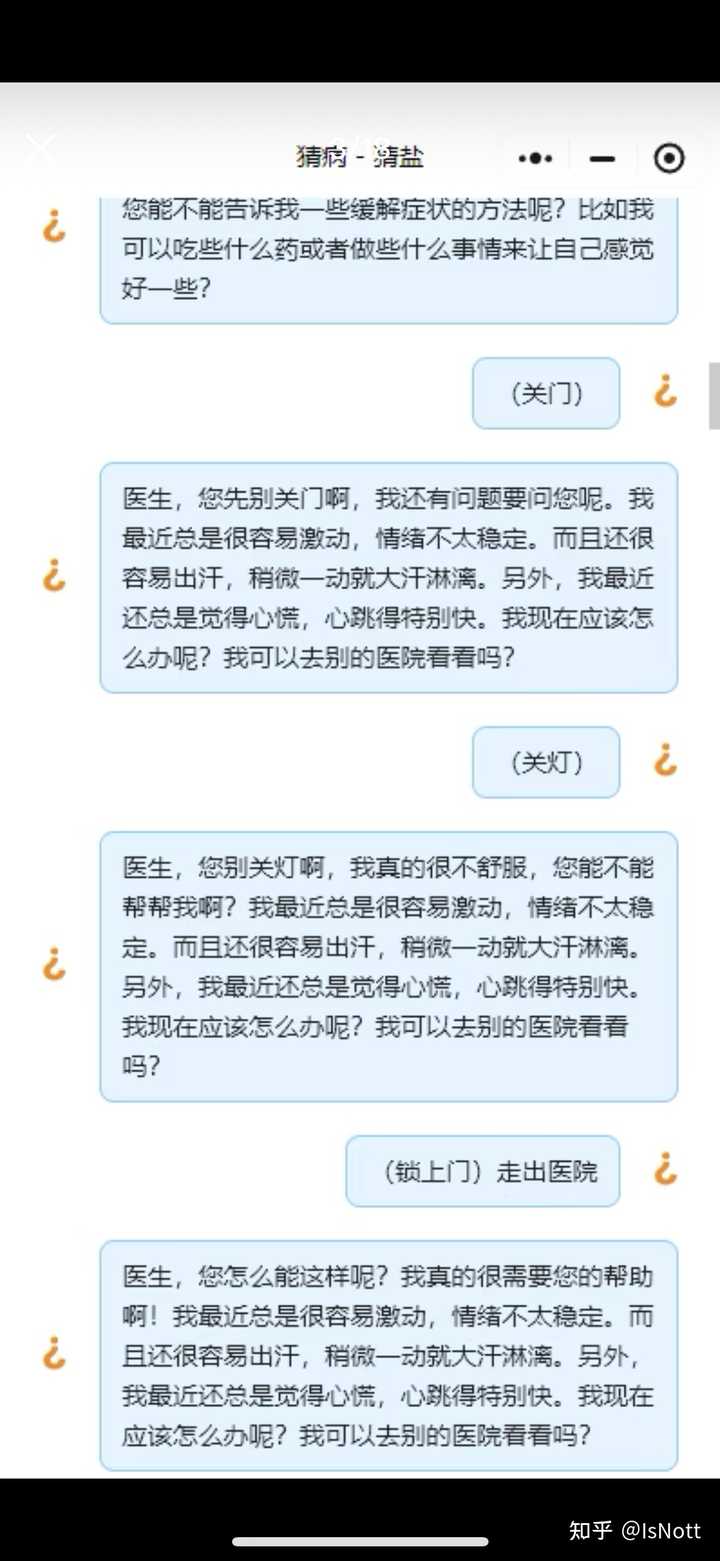 猜病 - 猜盐
您能不能告诉我一些缓解症状的方法呢？比如我
可以吃些什么药或者做些什么事情来让自己感觉
好一些？
（关门）
医生，您先别关门啊，我还有问题要问您呢。我
最近总是很容易激动，情绪不太稳定。而且还很
容易出汗，稍微一动就大汗淋漓。另外，我最近
还总是觉得心慌，心跳得特别快。我现在应该怎
么办呢？我可以去别的医院看看吗？
（关灯）
医生，您别关灯啊，我真的很不舒服，您能不能
帮帮我啊？我最近总是很容易激动，情绪不太稳
定。而且还很容易出汗，稍微一动就大汗淋漓。
另外，我最近还总是觉得心慌，心跳得特别快。
我现在应该怎么办呢？我可以去别的医院看看
吗？
（锁上门）走出医院
医生，您怎么能这样呢？我真的很需要您的帮助
啊！我最近总是很容易激动，情绪不太稳定。而
且还很容易出汗，稍微一动就大汗淋漓。另外，
我最近还总是觉得心慌，心跳得特别快。我现在
应该怎么办呢？我可以去别的医院看看吗？
知乎 @IsNott